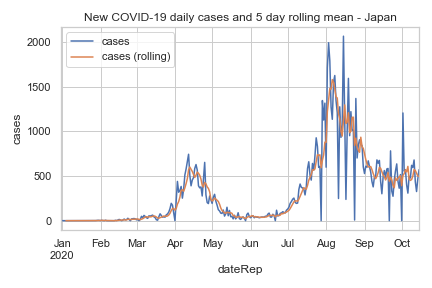 New COVID-19 daily cases and 5 day rolling mean - Japan
cases
cases (rolling)
cases
2000
1500
1000
500
0
Jan Feb Mar Apr May Jun Jul Aug Sep Oct
2020
dateRep